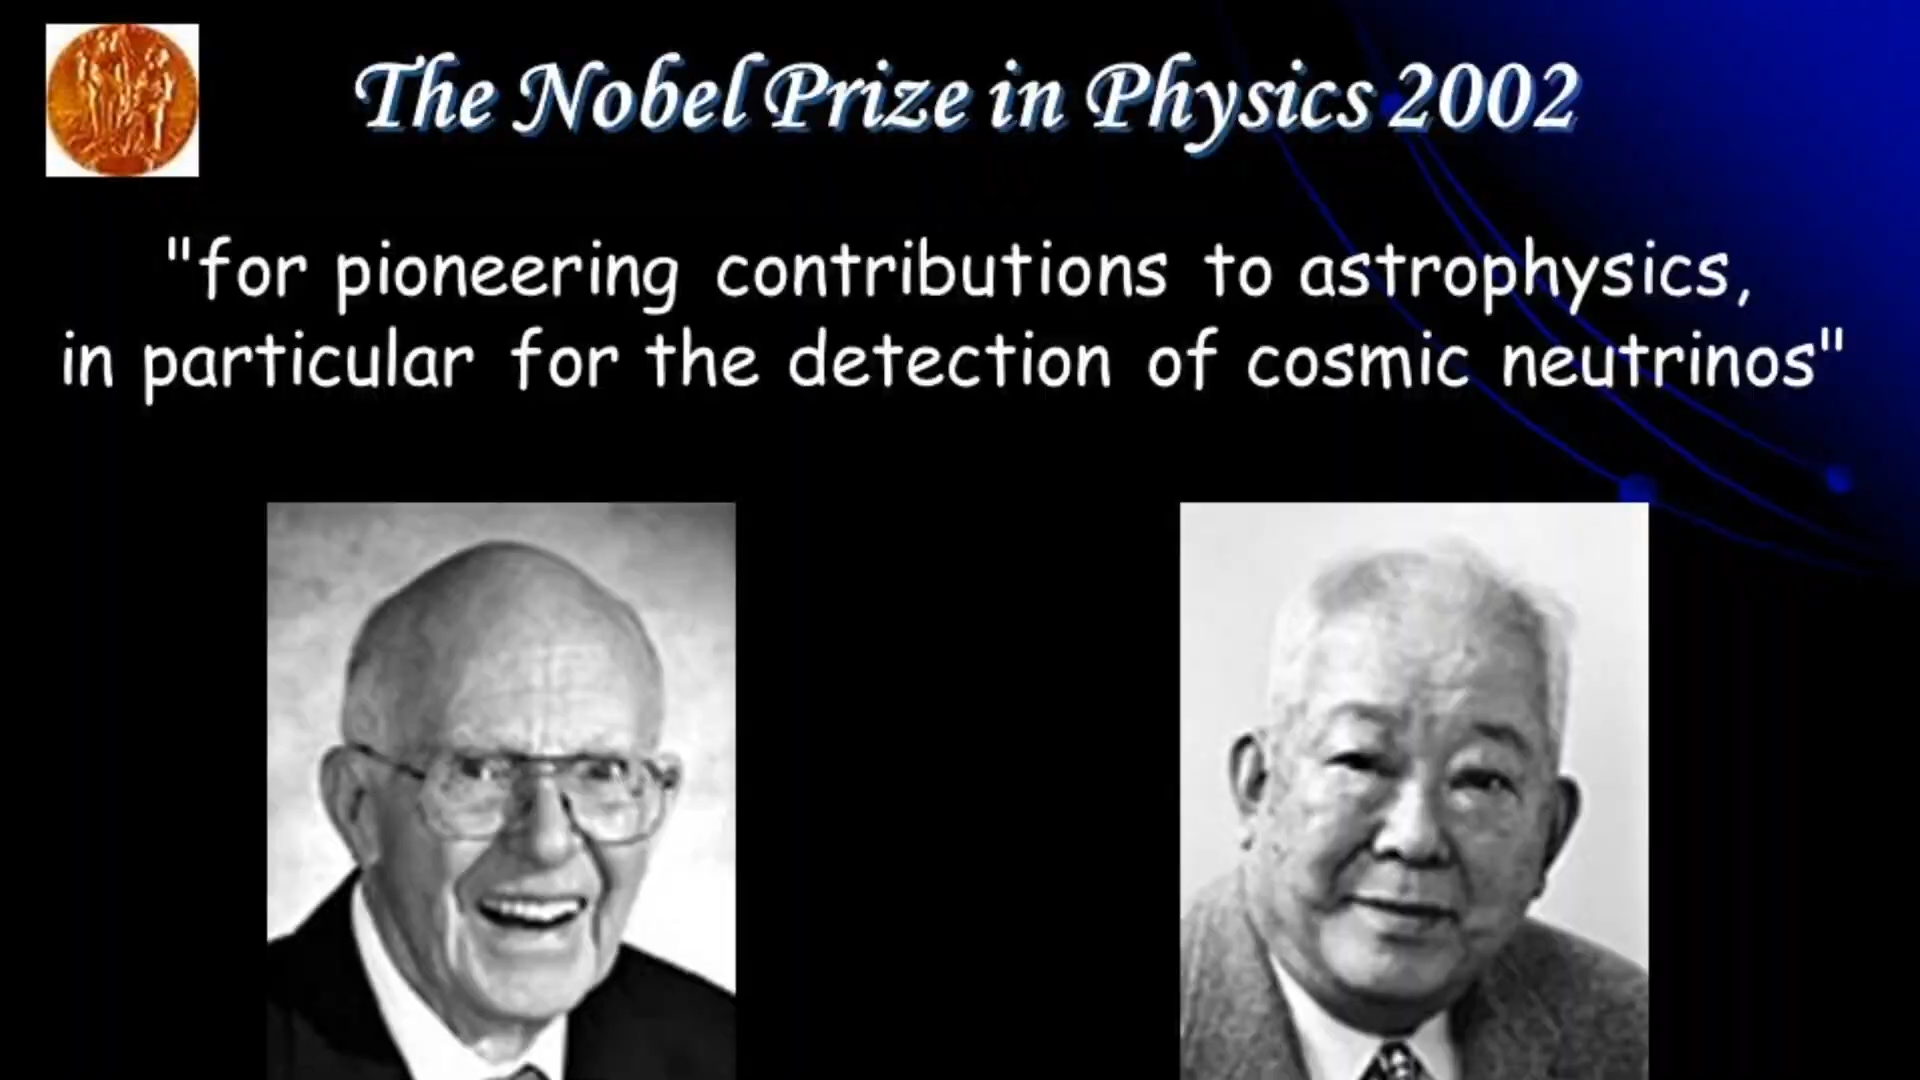 The Nobel Prize in Physics 2002
"for pioneering contributions to astrophysics,
in particular for the detection of cosmic neutrinos"